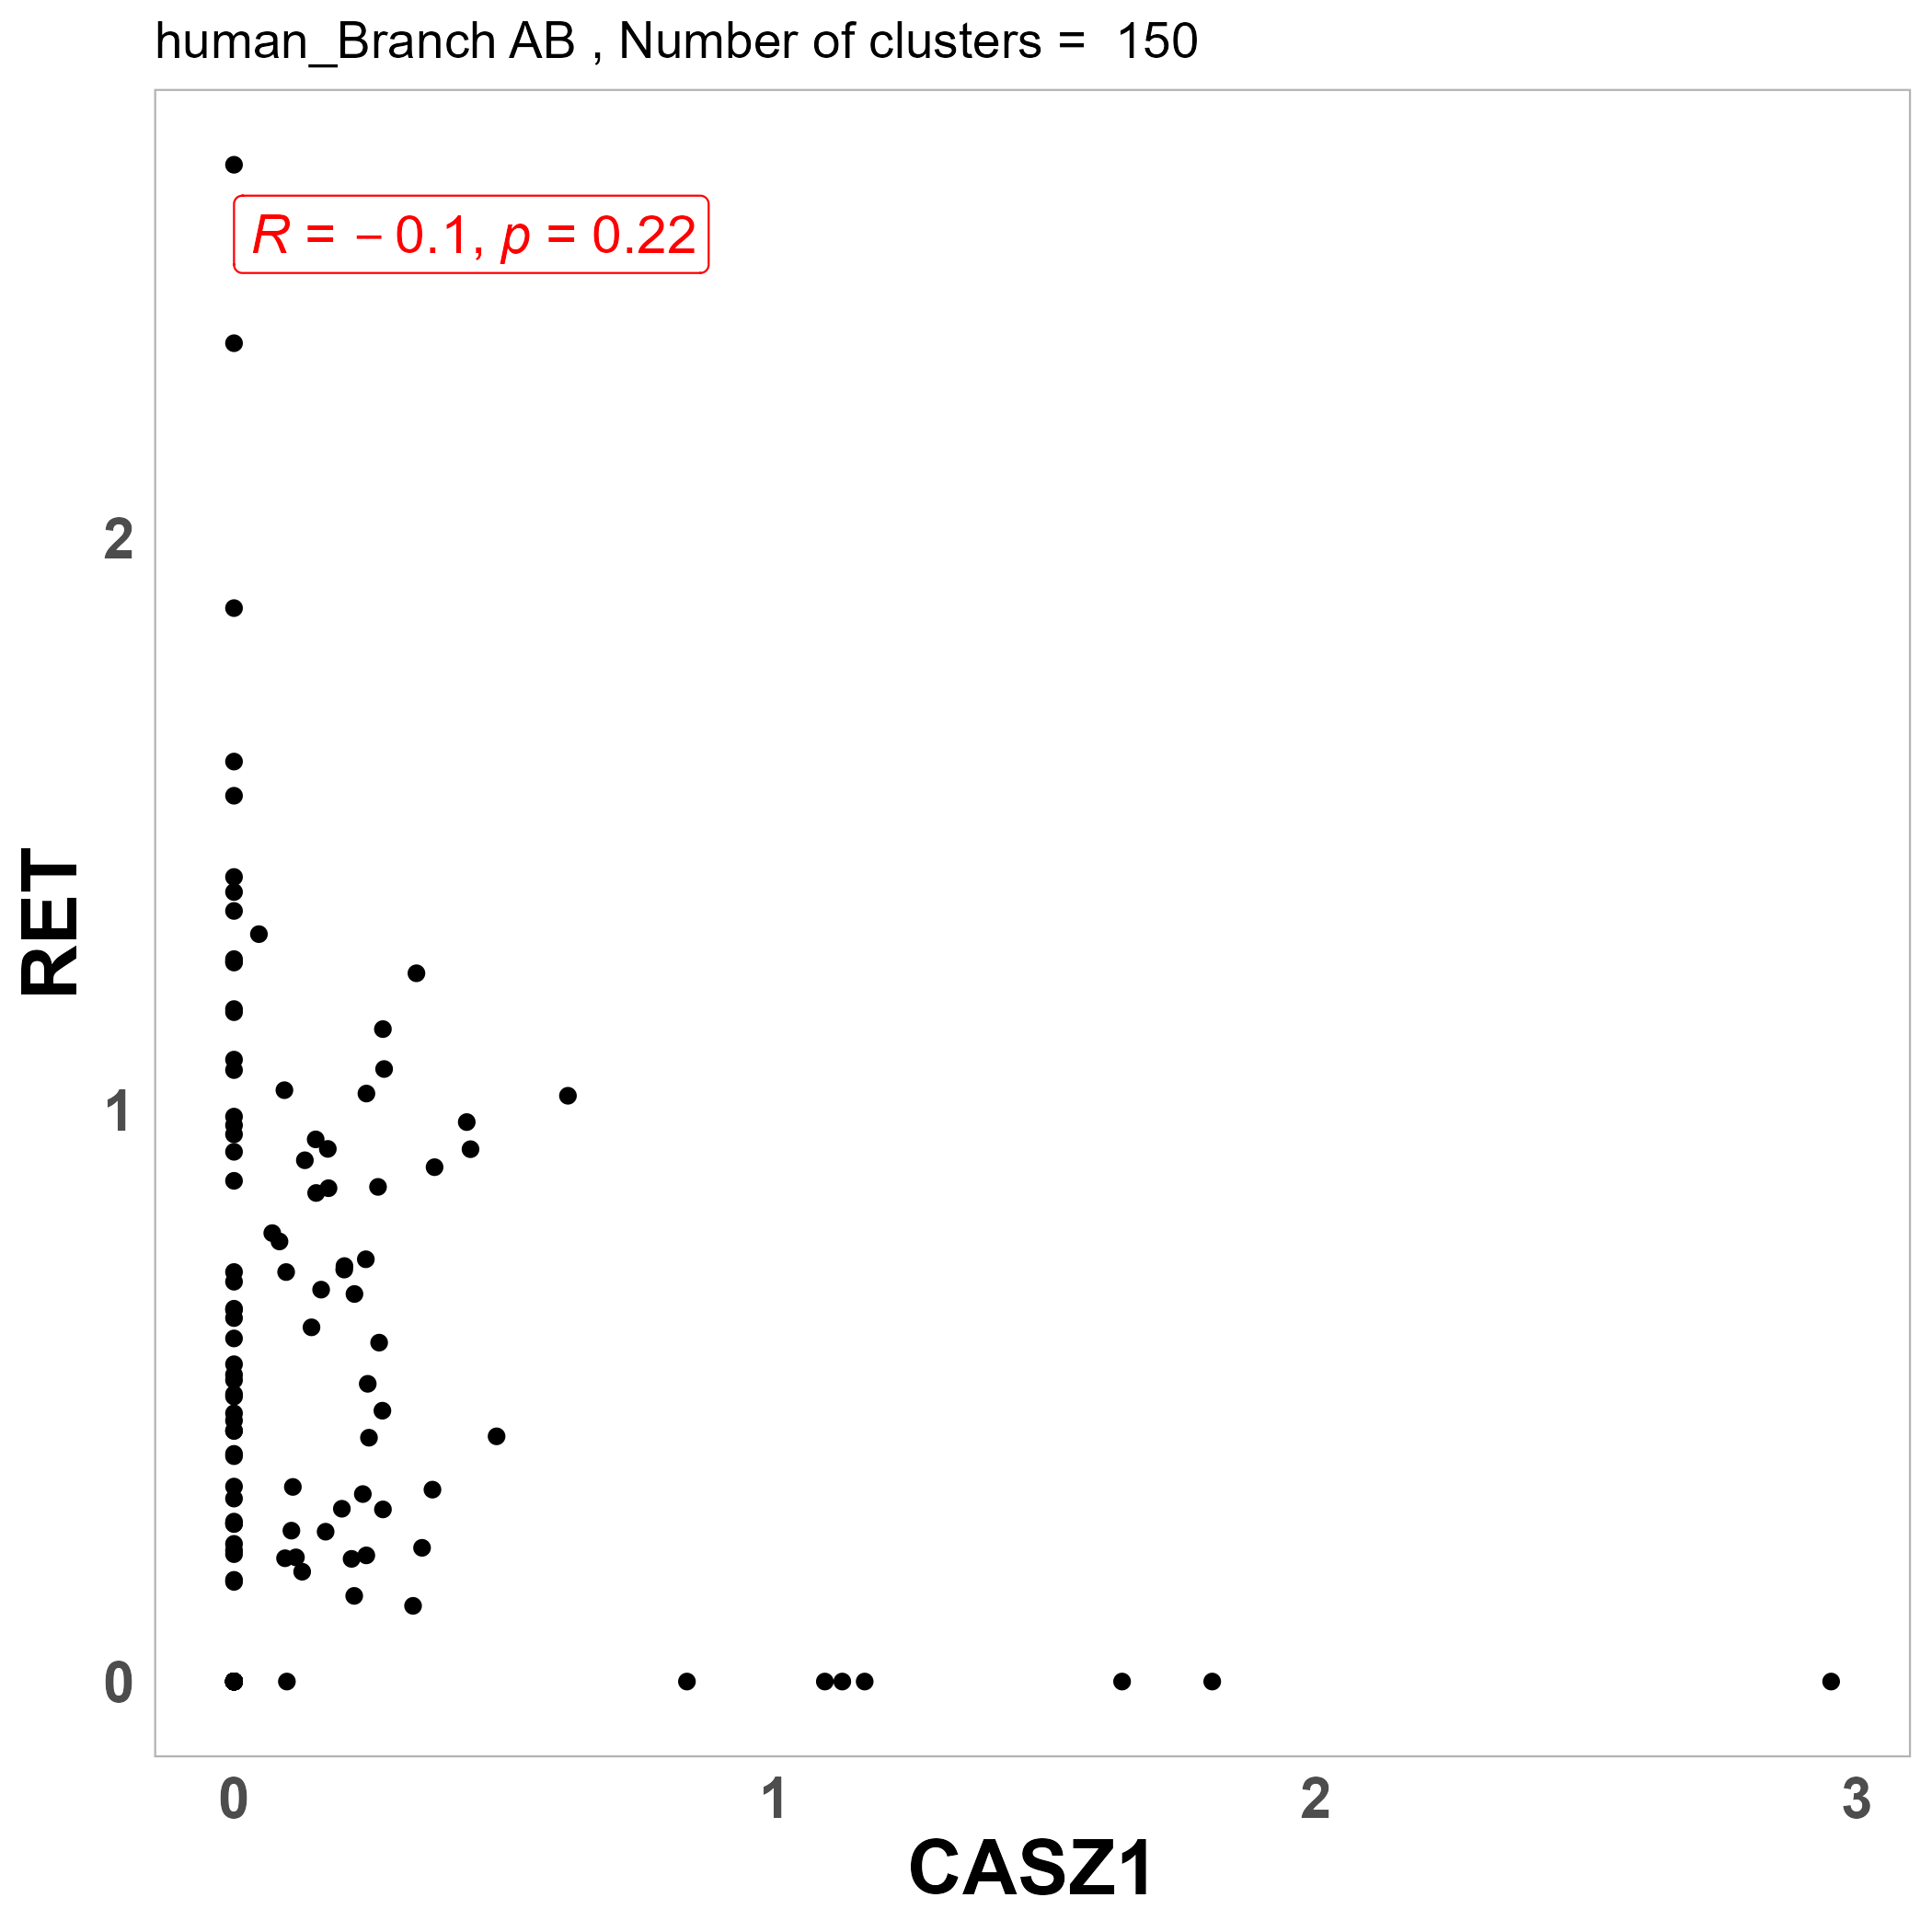 human_Branch AB , Number of clusters =  150
R = − 0.1, p = 0.22
RET
2
1
0
0 1 2 3
CASZ1